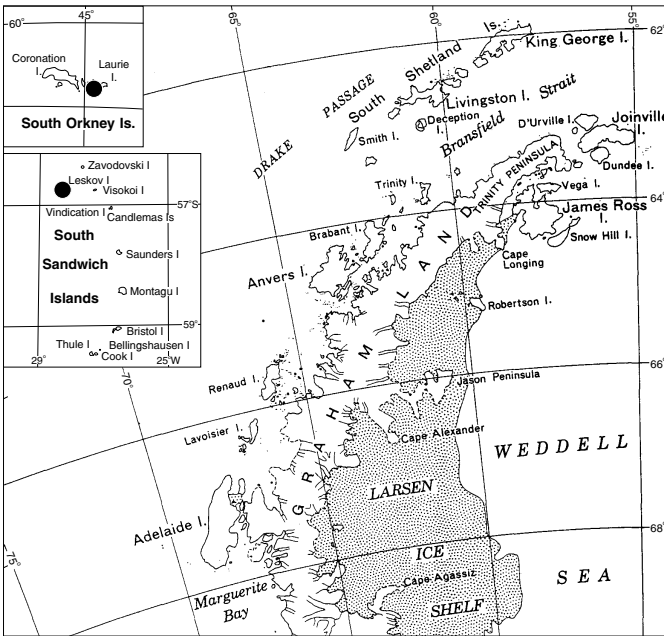 60°
45°
Coronation
I.
Laurie
I.
South Orkney Is.
Zavodovski I
Leskov I
Visokoi I
57°S
Vindication I
Candlemas Is
South
Sandwich
Islands
Saunders I
Montagu I
59°
Bristol I
Thule I
Bellingshausen I
Cook I
29°
25°W
65°
60°
55°
62°
64°
66°
68°
70°
75°
DRAKE PASSAGE
South Shetland Is.
King George I.
Livingston I.
Deception
I.
Smith I.
Bransfield Strait
D'Urville I.
Joinville
I.
Dundee I.
TRINITY PENINSULA
Trinity I.
Vega I.
James Ross
I.
Snow Hill I.
Brabant I.
Anvers I.
Cape
Longing
Robertson I.
GRAHAM LAND
Renaud I.
Jason Peninsula
Lavoisier I.
Cape Alexander
WEDDELL
SEA
LARSEN
ICE
SHELF
Adelaide I.
Cape Agassiz
Marguerite
Bay